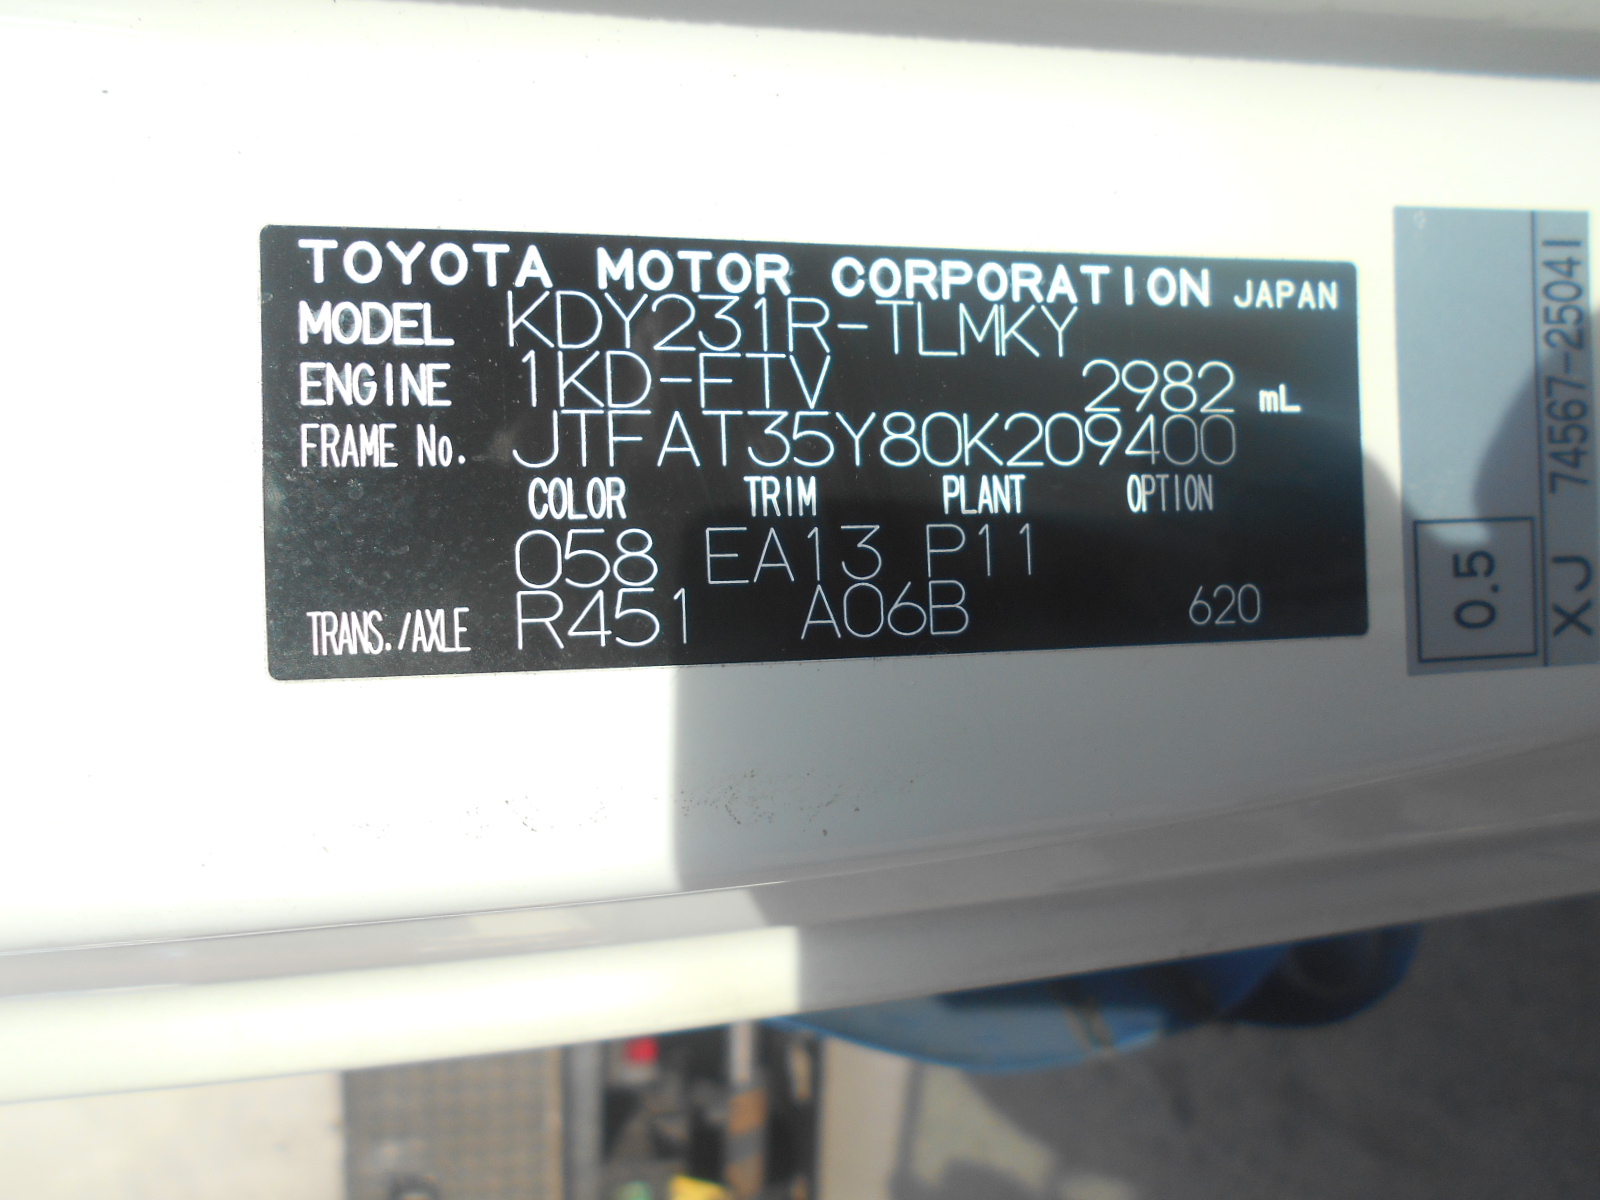 TOYOTA MOTOR CORPORATION JAPAN
MODEL KDY231R-TLMKY
ENGINE 1KD-FTV 2982 mL
FRAME No. JTFAT35Y80K209400
COLOR TRIM PLANT OPTION
058 EA13 P11
TRANS./AXLE R451 A06B 620
74567-25041
XJ
0.5